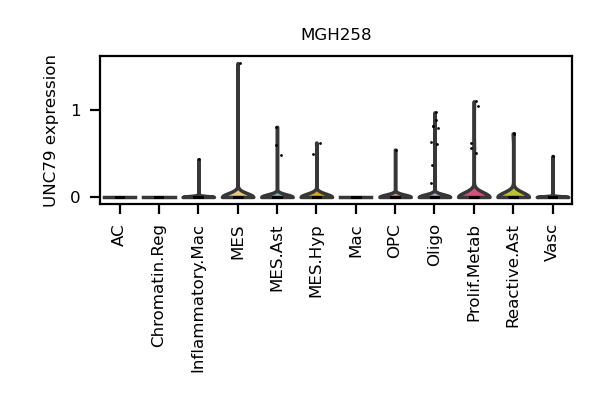 MGH258
UNC79 expression
1
0
AC
Chromatin.Reg
Inflammatory.Mac
MES
MES.Ast
MES.Hyp
Mac
OPC
Oligo
Prolif.Metab
Reactive.Ast
Vasc